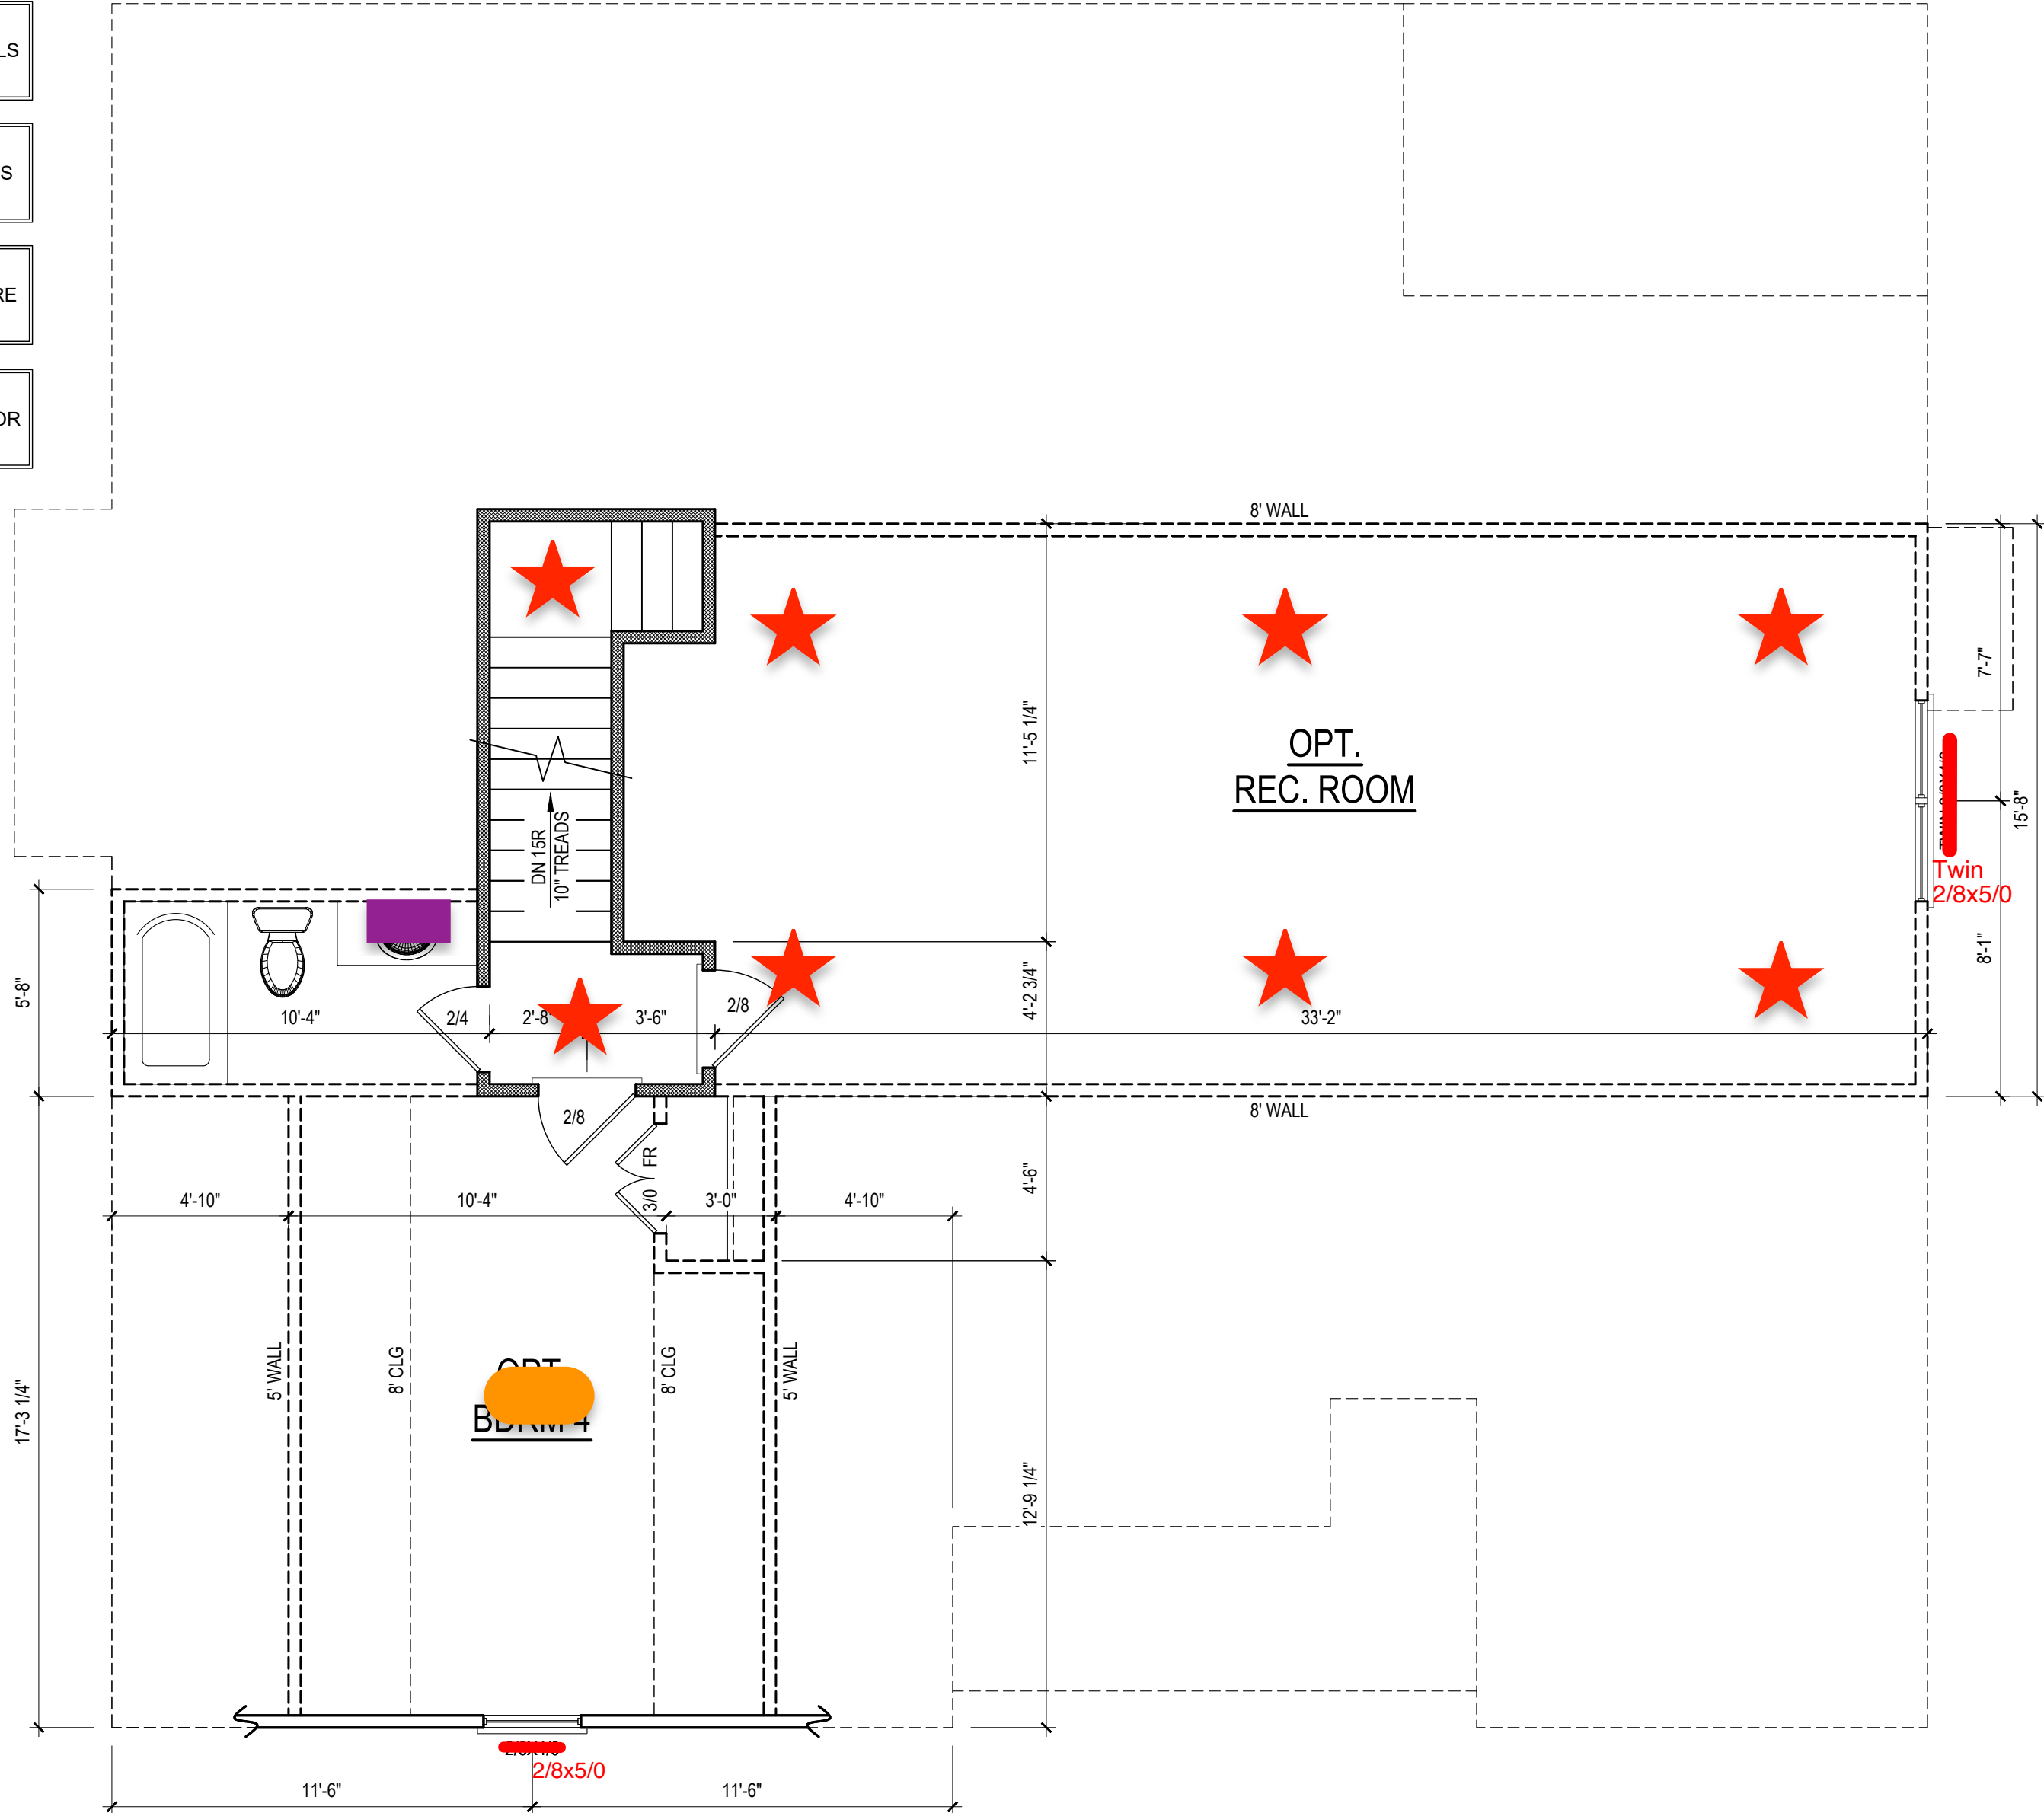 LS
S
RE
OR
8' WALL
7'-7"
11'-5 1/4"
OPT.
REC. ROOM
15'-8"
DN 15R
10" TREADS
Twin
2/8x5/0
8'-1"
5'-8"
4'-2 3/4"
10'-4"
2/4
2'-8"
3'-6"
2/8
33'-2"
2/8
8' WALL
3/0 FR
4'-6"
4'-10"
10'-4"
3'-0"
4'-10"
5' WALL
8' CLG
8' CLG
5' WALL
OPT.
BDRM 4
17'-3 1/4"
12'-9 1/4"
2/8x5/0
11'-6"
11'-6"